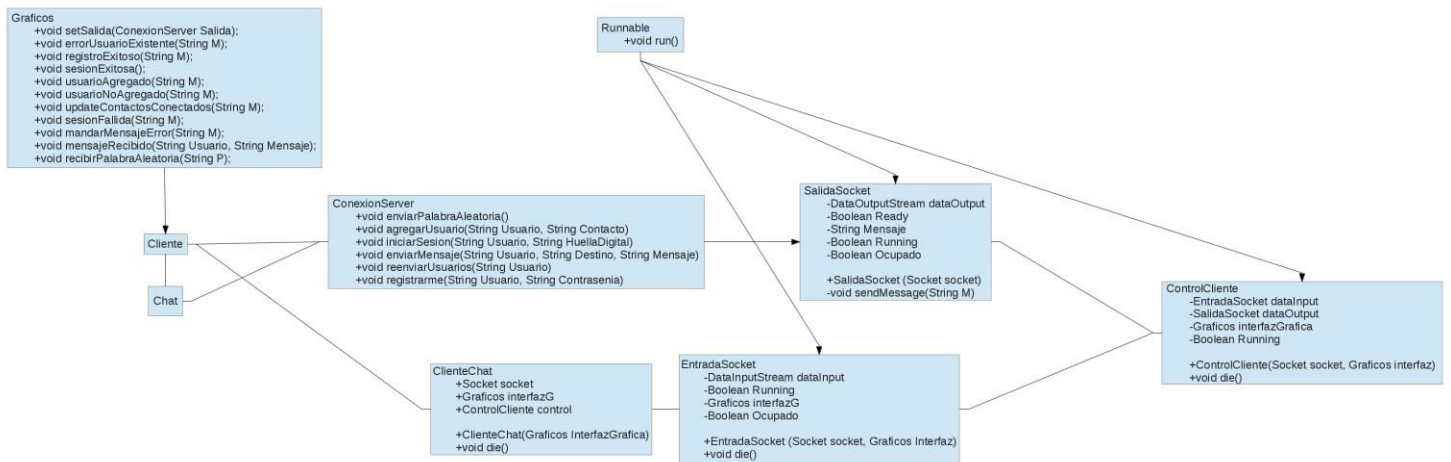 Graficos
+void setSalida(ConexionServer Salida);
+void errorUsuarioExistente(String M);
+void registroExitoso(String M);
+void sesionExitosa();
+void usuarioAgregado(String M);
+void usuarioNoAgregado(String M);
+void updateContactosConectados(String M);
+void sesionFallida(String M);
+void mandarMensajeError(String M);
+void mensajeRecibido(String Usuario, String Mensaje);
+void recibirPalabraAleatoria(String P);
Runnable
+void run()
Cliente
Chat
ConexionServer
+void enviarPalabraAleatoria()
+void agregarUsuario(String Usuario, String Contacto)
+void iniciarSesion(String Usuario, String HuellaDigital)
+void enviarMensaje(String Usuario, String Destino, String Mensaje)
+void reenviarUsuarios(String Usuario)
+void registrarme(String Usuario, String Contrasenia)
SalidaSocket
-DataOutputStream dataOutput
-Boolean Ready
-String Mensaje
-Boolean Running
-Boolean Ocupado
+SalidaSocket (Socket socket)
-void sendMessage(String M)
ControlCliente
-EntradaSocket dataInput
-SalidaSocket dataOutput
-Graficos interfazGrafica
-Boolean Running
+ControlCliente(Socket socket, Graficos interfaz)
+void die()
ClienteChat
+Socket socket
+Graficos interfazG
+ControlCliente control
+ClienteChat(Graficos InterfazGrafica)
+void die()
EntradaSocket
-DataInputStream dataInput
-Boolean Running
-Graficos interfazG
-Boolean Ocupado
+EntradaSocket (Socket socket, Graficos Interfaz)
+void die()